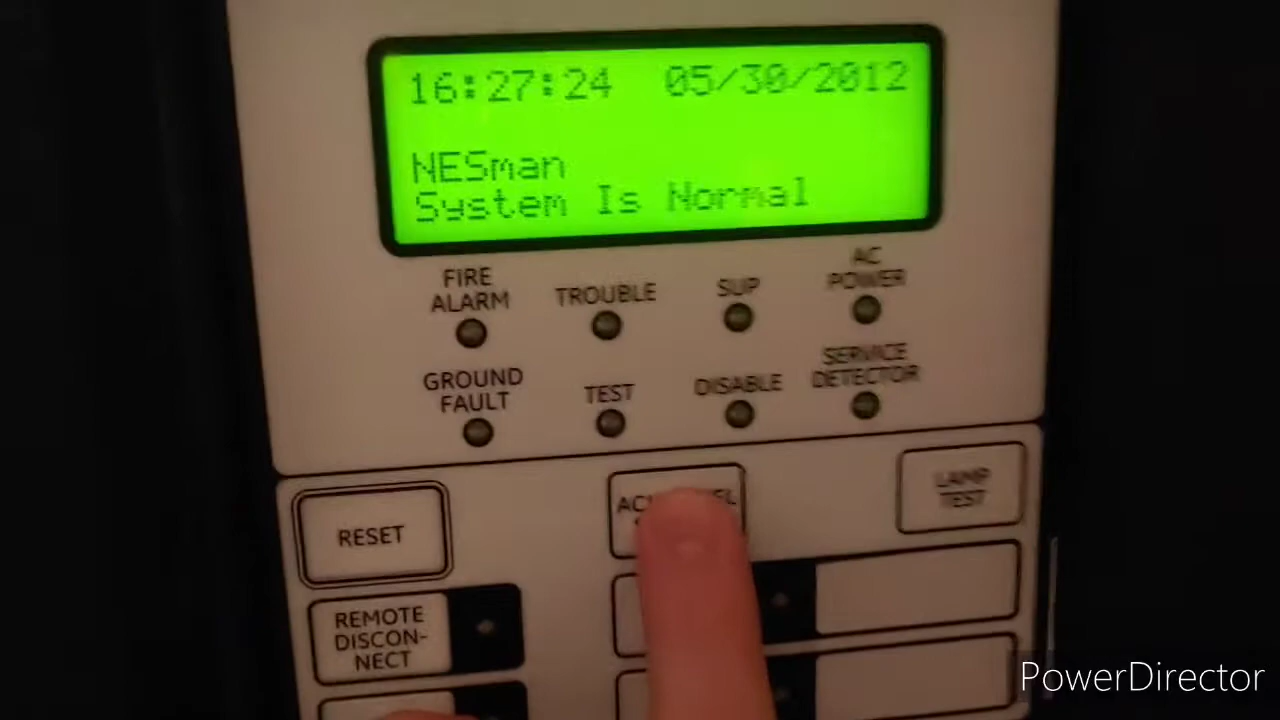 16:27:24 05/30/2012
NESman
System Is Normal
FIRE
ALARM
TROUBLE
SUP
AC
POWER
GROUND
FAULT
TEST
DISABLE
SERVICE
DETECTOR
RESET
LAMP
TEST
REMOTE
DISCON-
NECT
PowerDirector